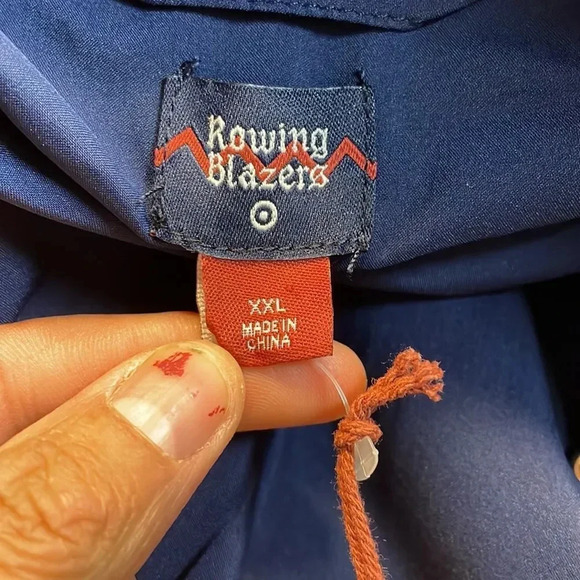 Rowing
Blazers
XXL
MADE IN
CHINA